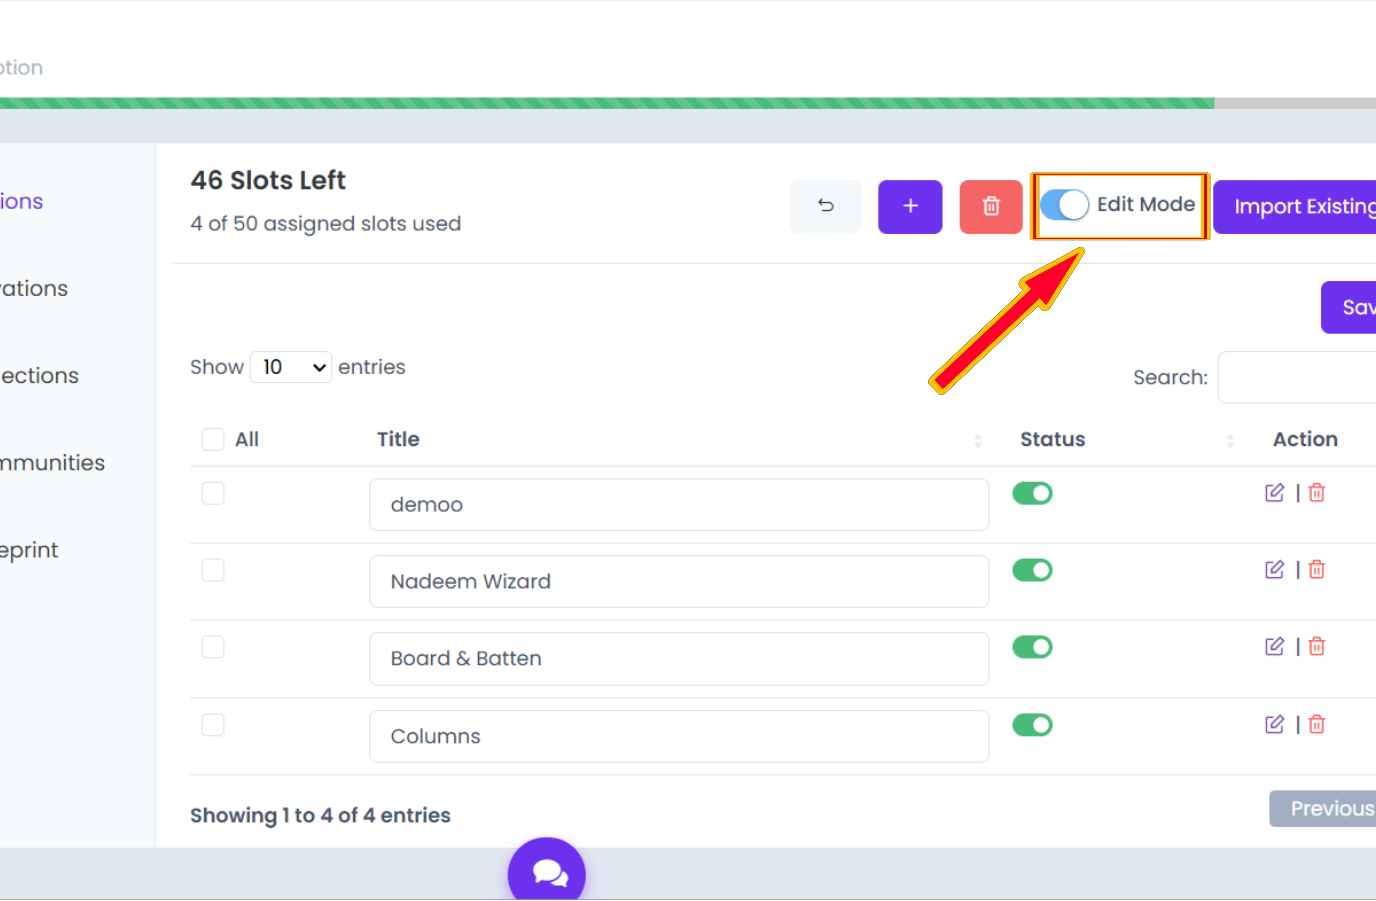 ption
46 Slots Left
4 of 50 assigned slots used
+
Edit Mode
Import Existing
Sav
ions
vations
ections
mmunities
eprint
Show 10 entries
Search:
All Title Status Action
demoo |
Nadeem Wizard |
Board & Batten |
Columns |
Showing 1 to 4 of 4 entries
Previous